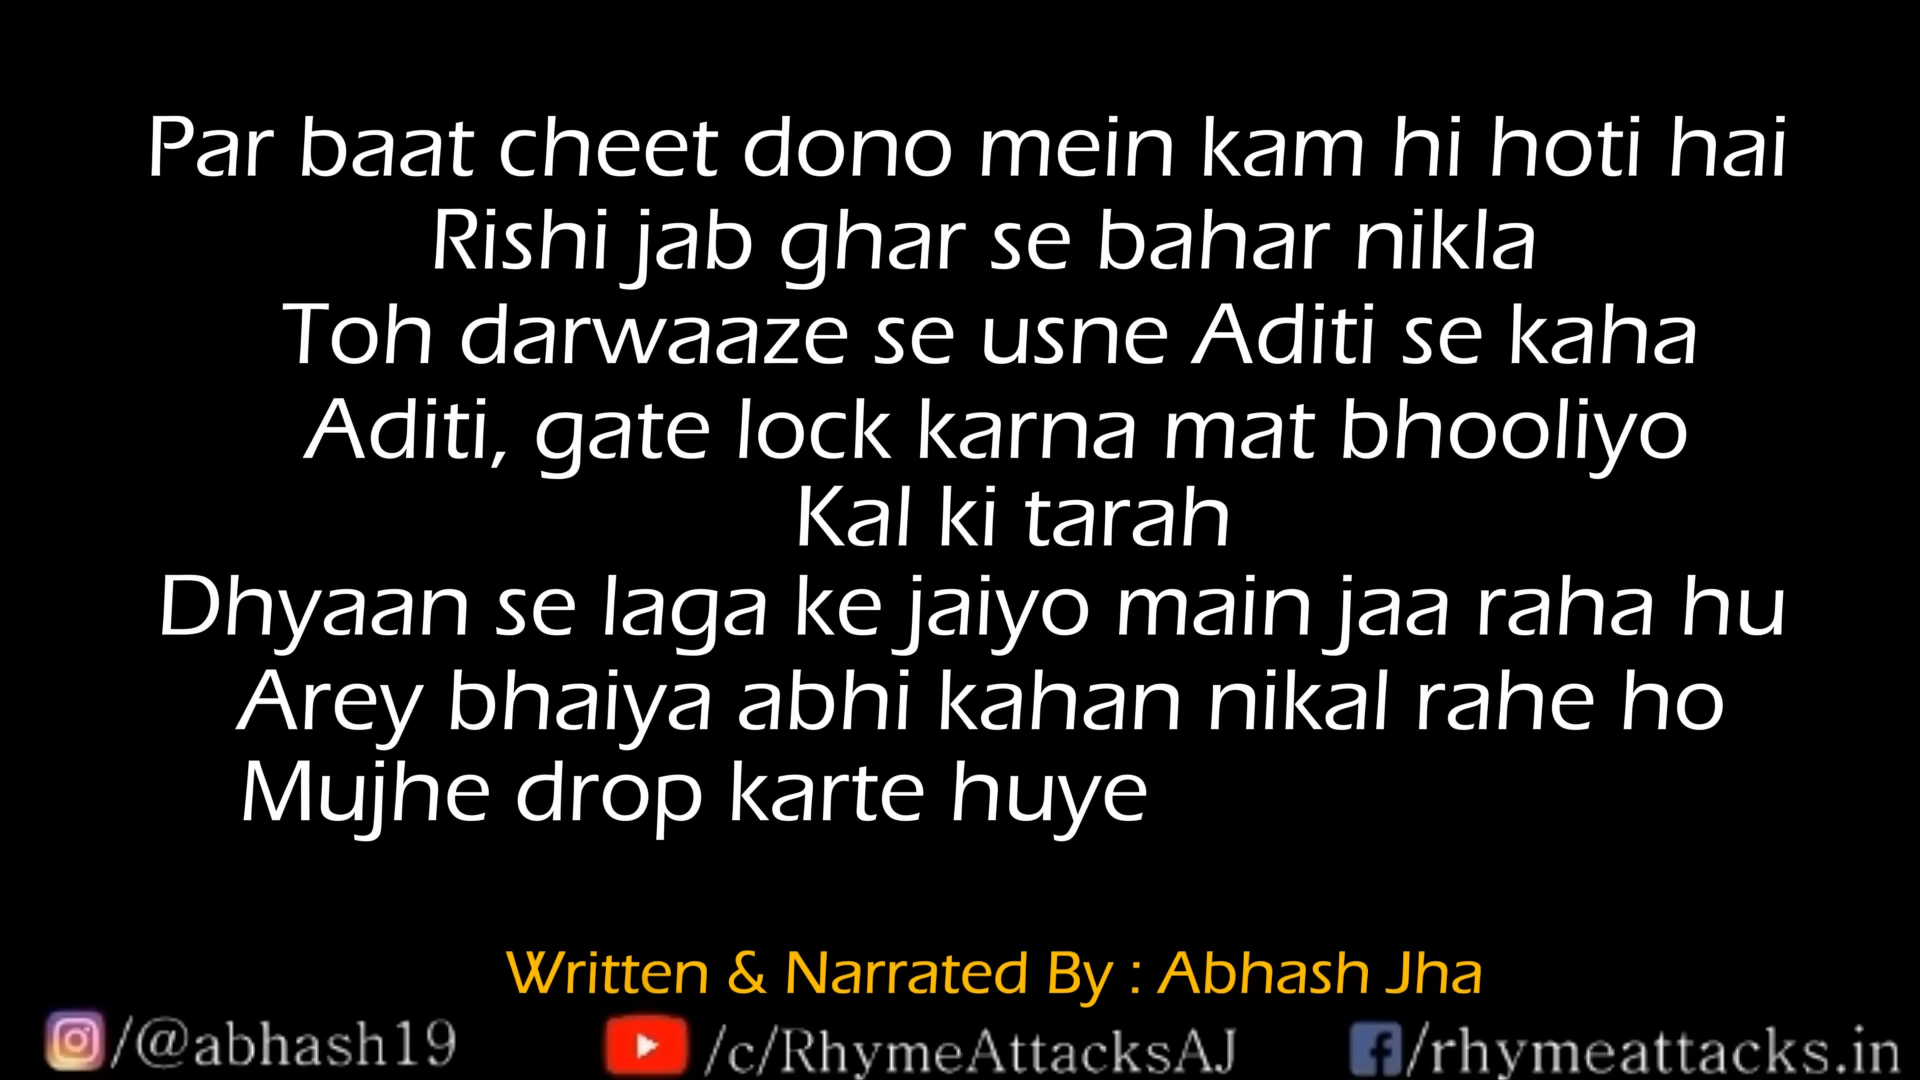 Par baat cheet dono mein kam hi hoti hai
Rishi jab ghar se bahar nikla
Toh darwaaze se usne Aditi se kaha
Aditi, gate lock karna mat bhooliyo
Kal ki tarah
Dhyaan se laga ke jaiyo main jaa raha hu
Arey bhaiya abhi kahan nikal rahe ho
Mujhe drop karte huye
Written & Narrated By : Abhash Jha
/@abhash19 /c/RhymeAttacksAJ /rhymeattacks.in